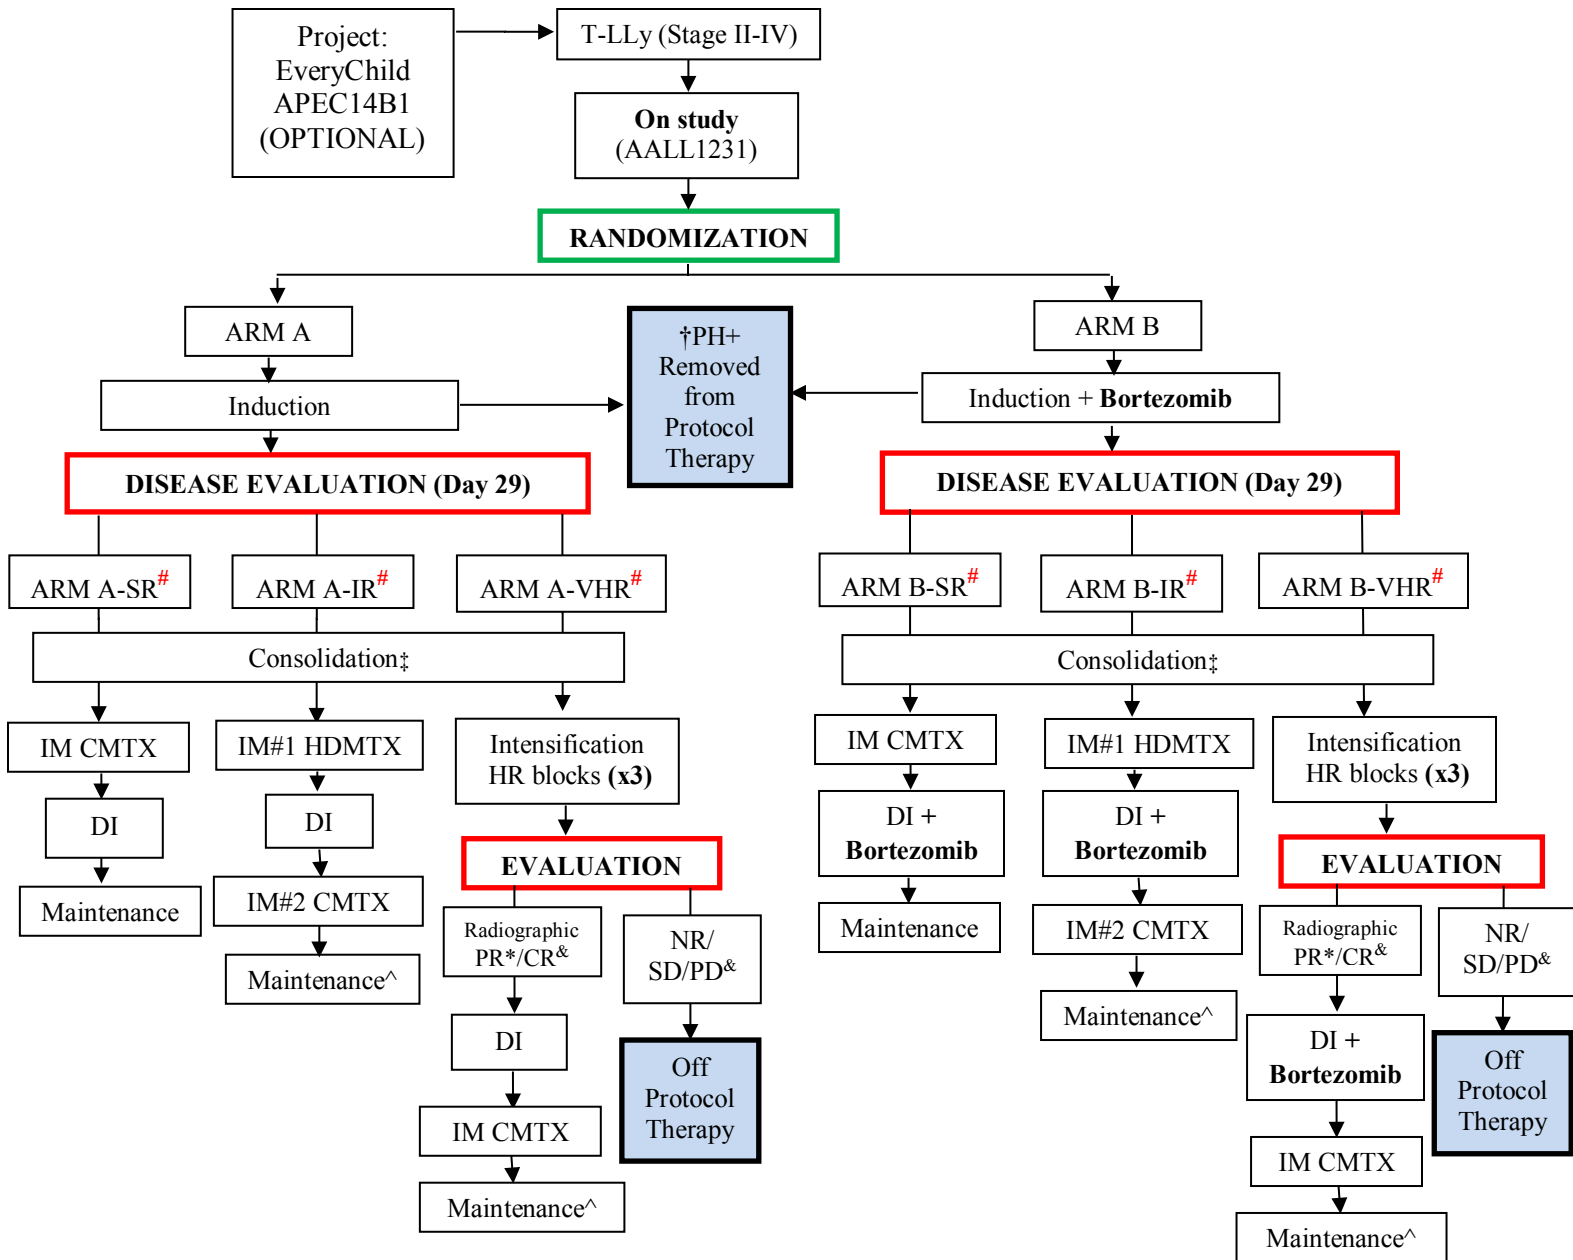 Project:
EveryChild
APEC14B1
(OPTIONAL)
T-LLy (Stage II-IV)
On study
(AALL1231)
RANDOMIZATION
ARM A
†PH+
Removed
from
Protocol
Therapy
ARM B
Induction
Induction + Bortezomib
DISEASE EVALUATION (Day 29)
DISEASE EVALUATION (Day 29)
ARM A-SR#
ARM A-IR#
ARM A-VHR#
ARM B-SR#
ARM B-IR#
ARM B-VHR#
Consolidation‡
Consolidation‡
IM CMTX
IM#1 HDMTX
Intensification
HR blocks (x3)
IM CMTX
IM#1 HDMTX
Intensification
HR blocks (x3)
DI
DI
DI +
Bortezomib
DI +
Bortezomib
EVALUATION
EVALUATION
Maintenance
IM#2 CMTX
Radiographic
PR*/CR&
NR/
SD/PD&
Maintenance
IM#2 CMTX
Radiographic
PR*/CR&
NR/
SD/PD&
Maintenance^
DI
Off
Protocol
Therapy
Maintenance^
DI +
Bortezomib
Off
Protocol
Therapy
IM CMTX
IM CMTX
Maintenance^
Maintenance^